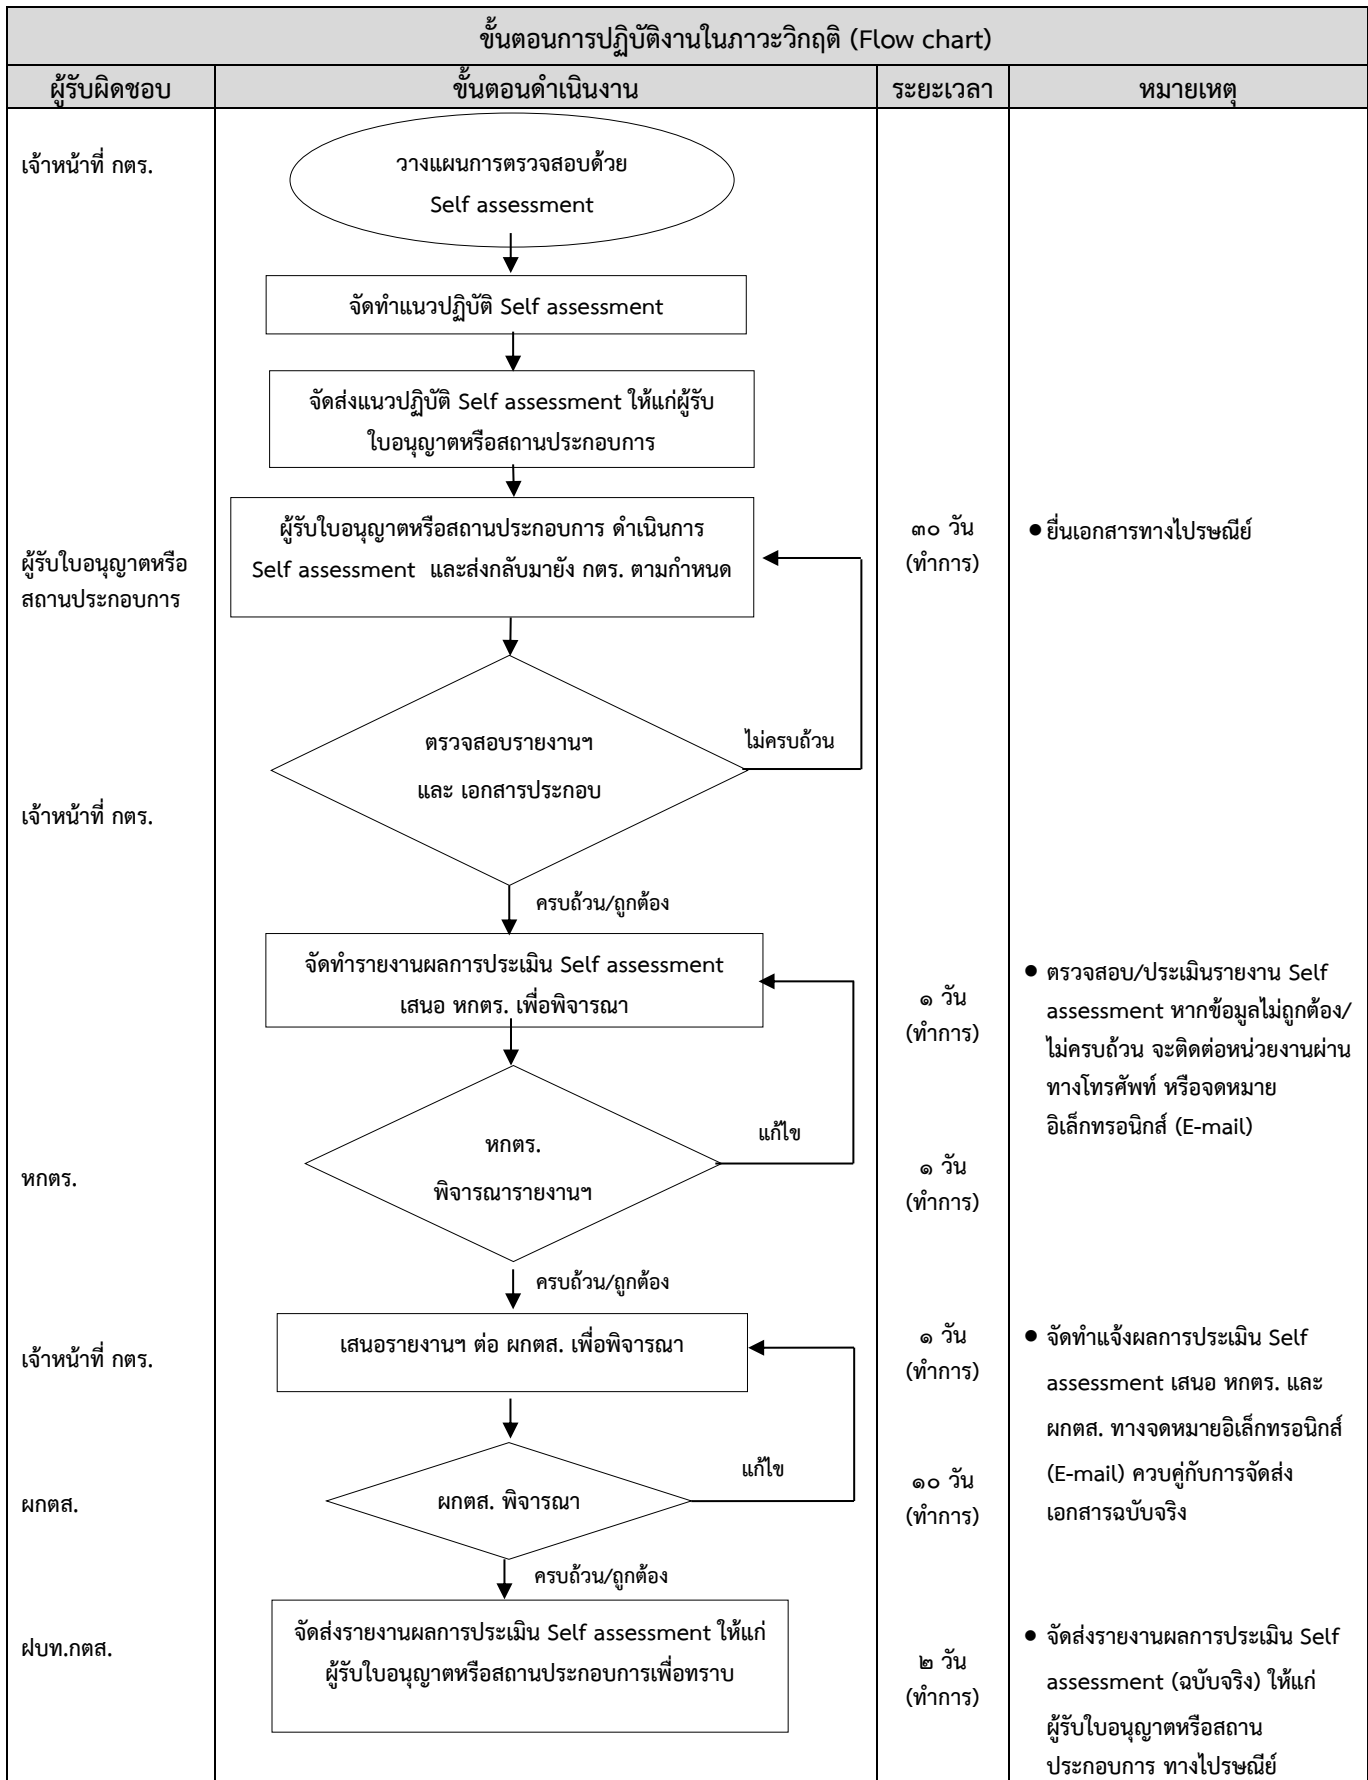 ขั้นตอนการปฏิบัติงานในภาวะวิกฤติ (Flow chart)
ผู้รับผิดชอบ
ขั้นตอนดำเนินงาน
ระยะเวลา
หมายเหตุ
เจ้าหน้าที่ กตร.
วางแผนการตรวจสอบด้วย
Self assessment
จัดทำแนวปฏิบัติ Self assessment
จัดส่งแนวปฏิบัติ Self assessment ให้แก่ผู้รับ
ใบอนุญาตหรือสถานประกอบการ
ผู้รับใบอนุญาตหรือ
สถานประกอบการ
ผู้รับใบอนุญาตหรือสถานประกอบการ ดำเนินการ
Self assessment และส่งกลับมายัง กตร. ตามกำหนด
๓๐ วัน
(ทำการ)
● ยื่นเอกสารทางไปรษณีย์
เจ้าหน้าที่ กตร.
ตรวจสอบรายงานฯ
และ เอกสารประกอบ
ไม่ครบถ้วน
ครบถ้วน/ถูกต้อง
จัดทำรายงานผลการประเมิน Self assessment
เสนอ หกตร. เพื่อพิจารณา
๑ วัน
(ทำการ)
● ตรวจสอบ/ประเมินรายงาน Self
assessment หากข้อมูลไม่ถูกต้อง/
ไม่ครบถ้วน จะติดต่อหน่วยงานผ่าน
ทางโทรศัพท์ หรือจดหมาย
อิเล็กทรอนิกส์ (E-mail)
หกตร.
หกตร.
พิจารณารายงานฯ
แก้ไข
๑ วัน
(ทำการ)
ครบถ้วน/ถูกต้อง
เจ้าหน้าที่ กตร.
เสนอรายงานฯ ต่อ ผกตส. เพื่อพิจารณา
๑ วัน
(ทำการ)
● จัดทำแจ้งผลการประเมิน Self
assessment เสนอ หกตร. และ
ผกตส. ทางจดหมายอิเล็กทรอนิกส์
(E-mail) ควบคู่กับการจัดส่ง
เอกสารฉบับจริง
ผกตส.
ผกตส. พิจารณา
แก้ไข
๑๐ วัน
(ทำการ)
ครบถ้วน/ถูกต้อง
ฝบท.กตส.
จัดส่งรายงานผลการประเมิน Self assessment ให้แก่
ผู้รับใบอนุญาตหรือสถานประกอบการเพื่อทราบ
๒ วัน
(ทำการ)
● จัดส่งรายงานผลการประเมิน Self
assessment (ฉบับจริง) ให้แก่
ผู้รับใบอนุญาตหรือสถาน
ประกอบการ ทางไปรษณีย์